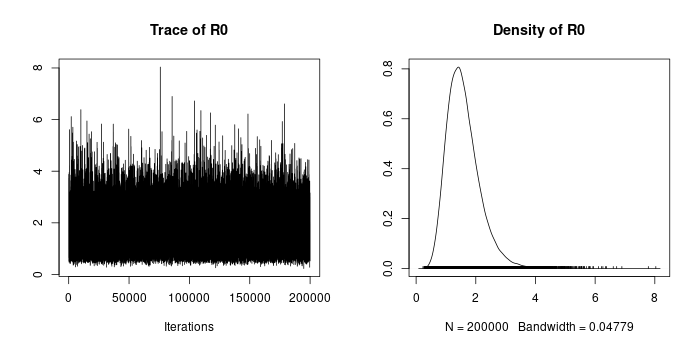 Trace of R0
8
6
4
2
0
0 50000 100000 150000 200000
Iterations
Density of R0
0.8
0.6
0.4
0.2
0.0
0 2 4 6 8
N = 200000 Bandwidth = 0.04779